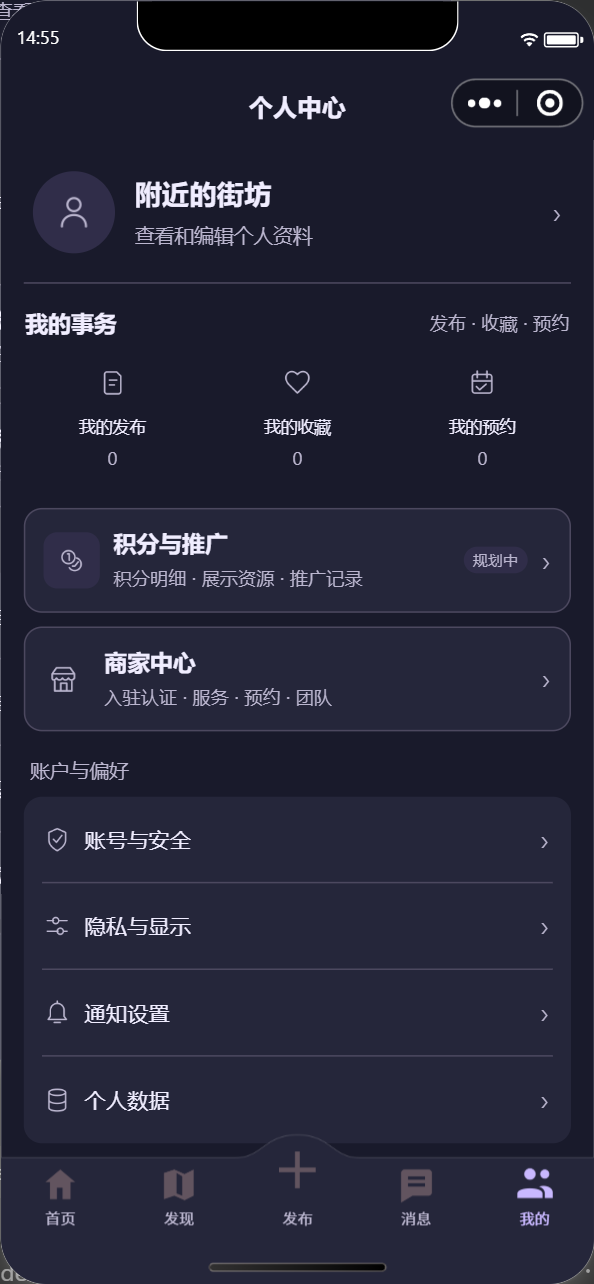 14:55
个人中心
附近的街坊
查看和编辑个人资料
我的事务
发布 · 收藏 · 预约
我的发布
我的收藏
我的预约
0
0
0
积分与推广
积分明细 · 展示资源 · 推广记录
规划中
商家中心
入驻认证 · 服务 · 预约 · 团队
账户与偏好
账号与安全
隐私与显示
通知设置
个人数据
首页
发现
发布
消息
我的